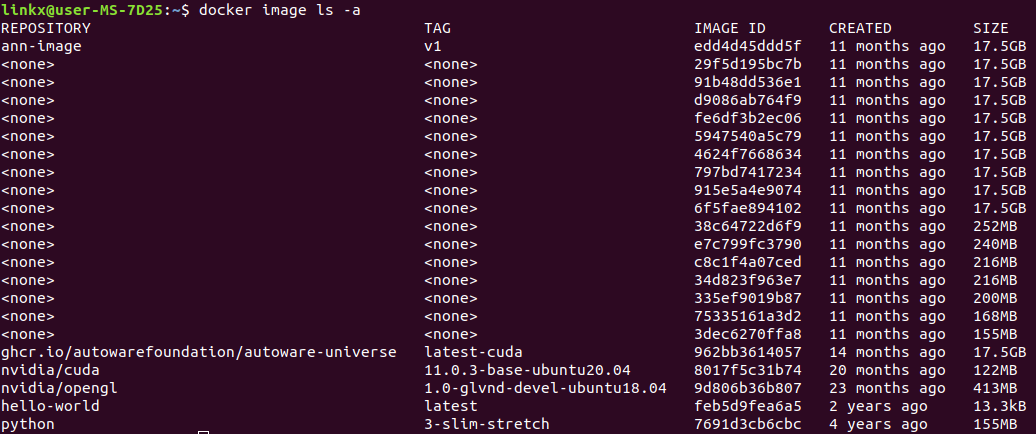 linkx@user-MS-7D25:~$ docker image ls -a
REPOSITORY TAG IMAGE ID CREATED SIZE
ann-image v1 edd4d45ddd5f 11 months ago 17.5GB
<none> <none> 29f5d195bc7b 11 months ago 17.5GB
<none> <none> 91b48dd536e1 11 months ago 17.5GB
<none> <none> d9086ab764f9 11 months ago 17.5GB
<none> <none> fe6df3b2ec06 11 months ago 17.5GB
<none> <none> 5947540a5c79 11 months ago 17.5GB
<none> <none> 4624f7668634 11 months ago 17.5GB
<none> <none> 797bd7417234 11 months ago 17.5GB
<none> <none> 915e5a4e9074 11 months ago 17.5GB
<none> <none> 6f5fae894102 11 months ago 17.5GB
<none> <none> 38c64722d6f9 11 months ago 252MB
<none> <none> e7c799fc3790 11 months ago 240MB
<none> <none> c8c1f4a07ced 11 months ago 216MB
<none> <none> 34d823f963e7 11 months ago 216MB
<none> <none> 335ef9019b87 11 months ago 200MB
<none> <none> 75335161a3d2 11 months ago 168MB
<none> <none> 3dec6270ffa8 11 months ago 155MB
ghcr.io/autowarefoundation/autoware-universe latest-cuda 962bb3614057 14 months ago 17.5GB
nvidia/cuda 11.0.3-base-ubuntu20.04 8017f5c31b74 20 months ago 122MB
nvidia/opengl 1.0-glvnd-devel-ubuntu18.04 9d806b36b807 23 months ago 413MB
hello-world latest feb5d9fea6a5 2 years ago 13.3kB
python 3-slim-stretch 7691d3cb6cbc 4 years ago 155MB